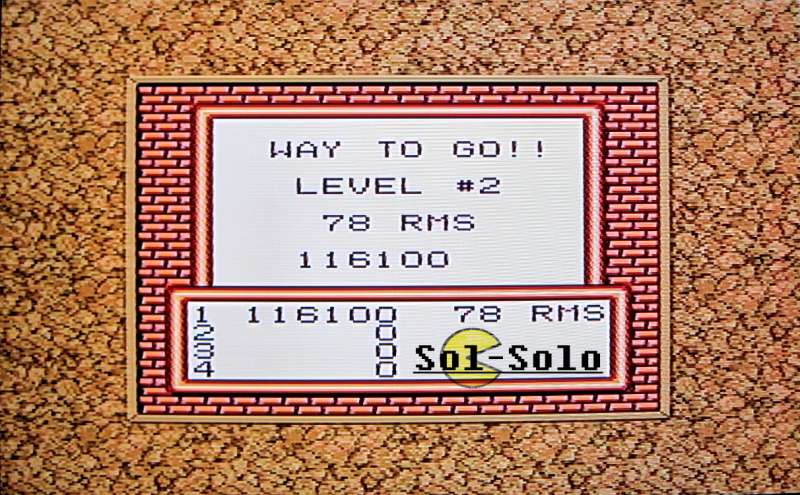 WAY TO GO!!
LEVEL #2
78 RMS
116100
1 116100 78 RMS
2 0
3 0
4 0
Sol-Solo